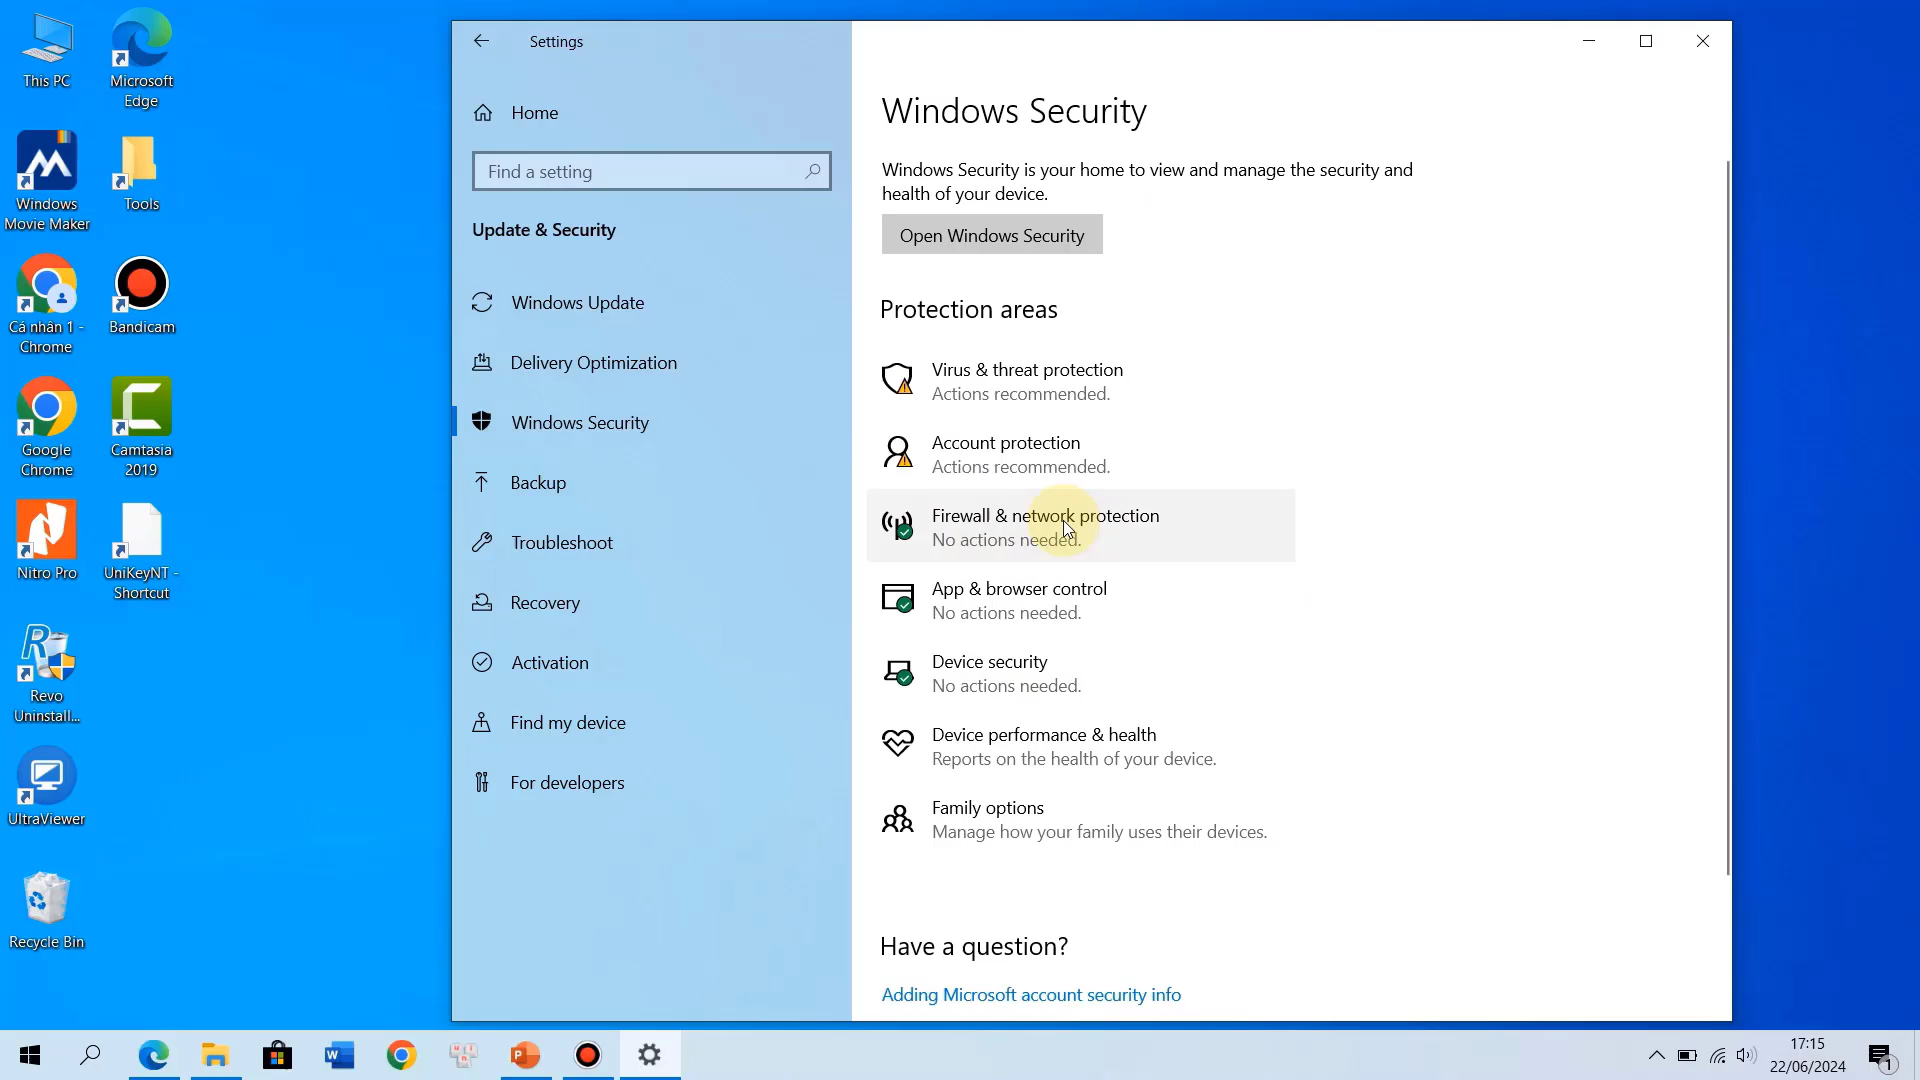 This PC
Microsoft
Edge
Windows
Movie Maker
Tools
Cá nhân 1 -
Chrome
Bandicam
Google
Chrome
Camtasia
2019
Nitro Pro
UniKeyNT -
Shortcut
Revo
Uninstall...
UltraViewer
Recycle Bin
Settings
Home
Find a setting
Update & Security
Windows Update
Delivery Optimization
Windows Security
Backup
Troubleshoot
Recovery
Activation
Find my device
For developers
Windows Security
Windows Security is your home to view and manage the security and
health of your device.
Open Windows Security
Protection areas
Virus & threat protection
Actions recommended.
Account protection
Actions recommended.
Firewall & network protection
No actions needed.
App & browser control
No actions needed.
Device security
No actions needed.
Device performance & health
Reports on the health of your device.
Family options
Manage how your family uses their devices.
Have a question?
Adding Microsoft account security info
17:15
22/06/2024
1